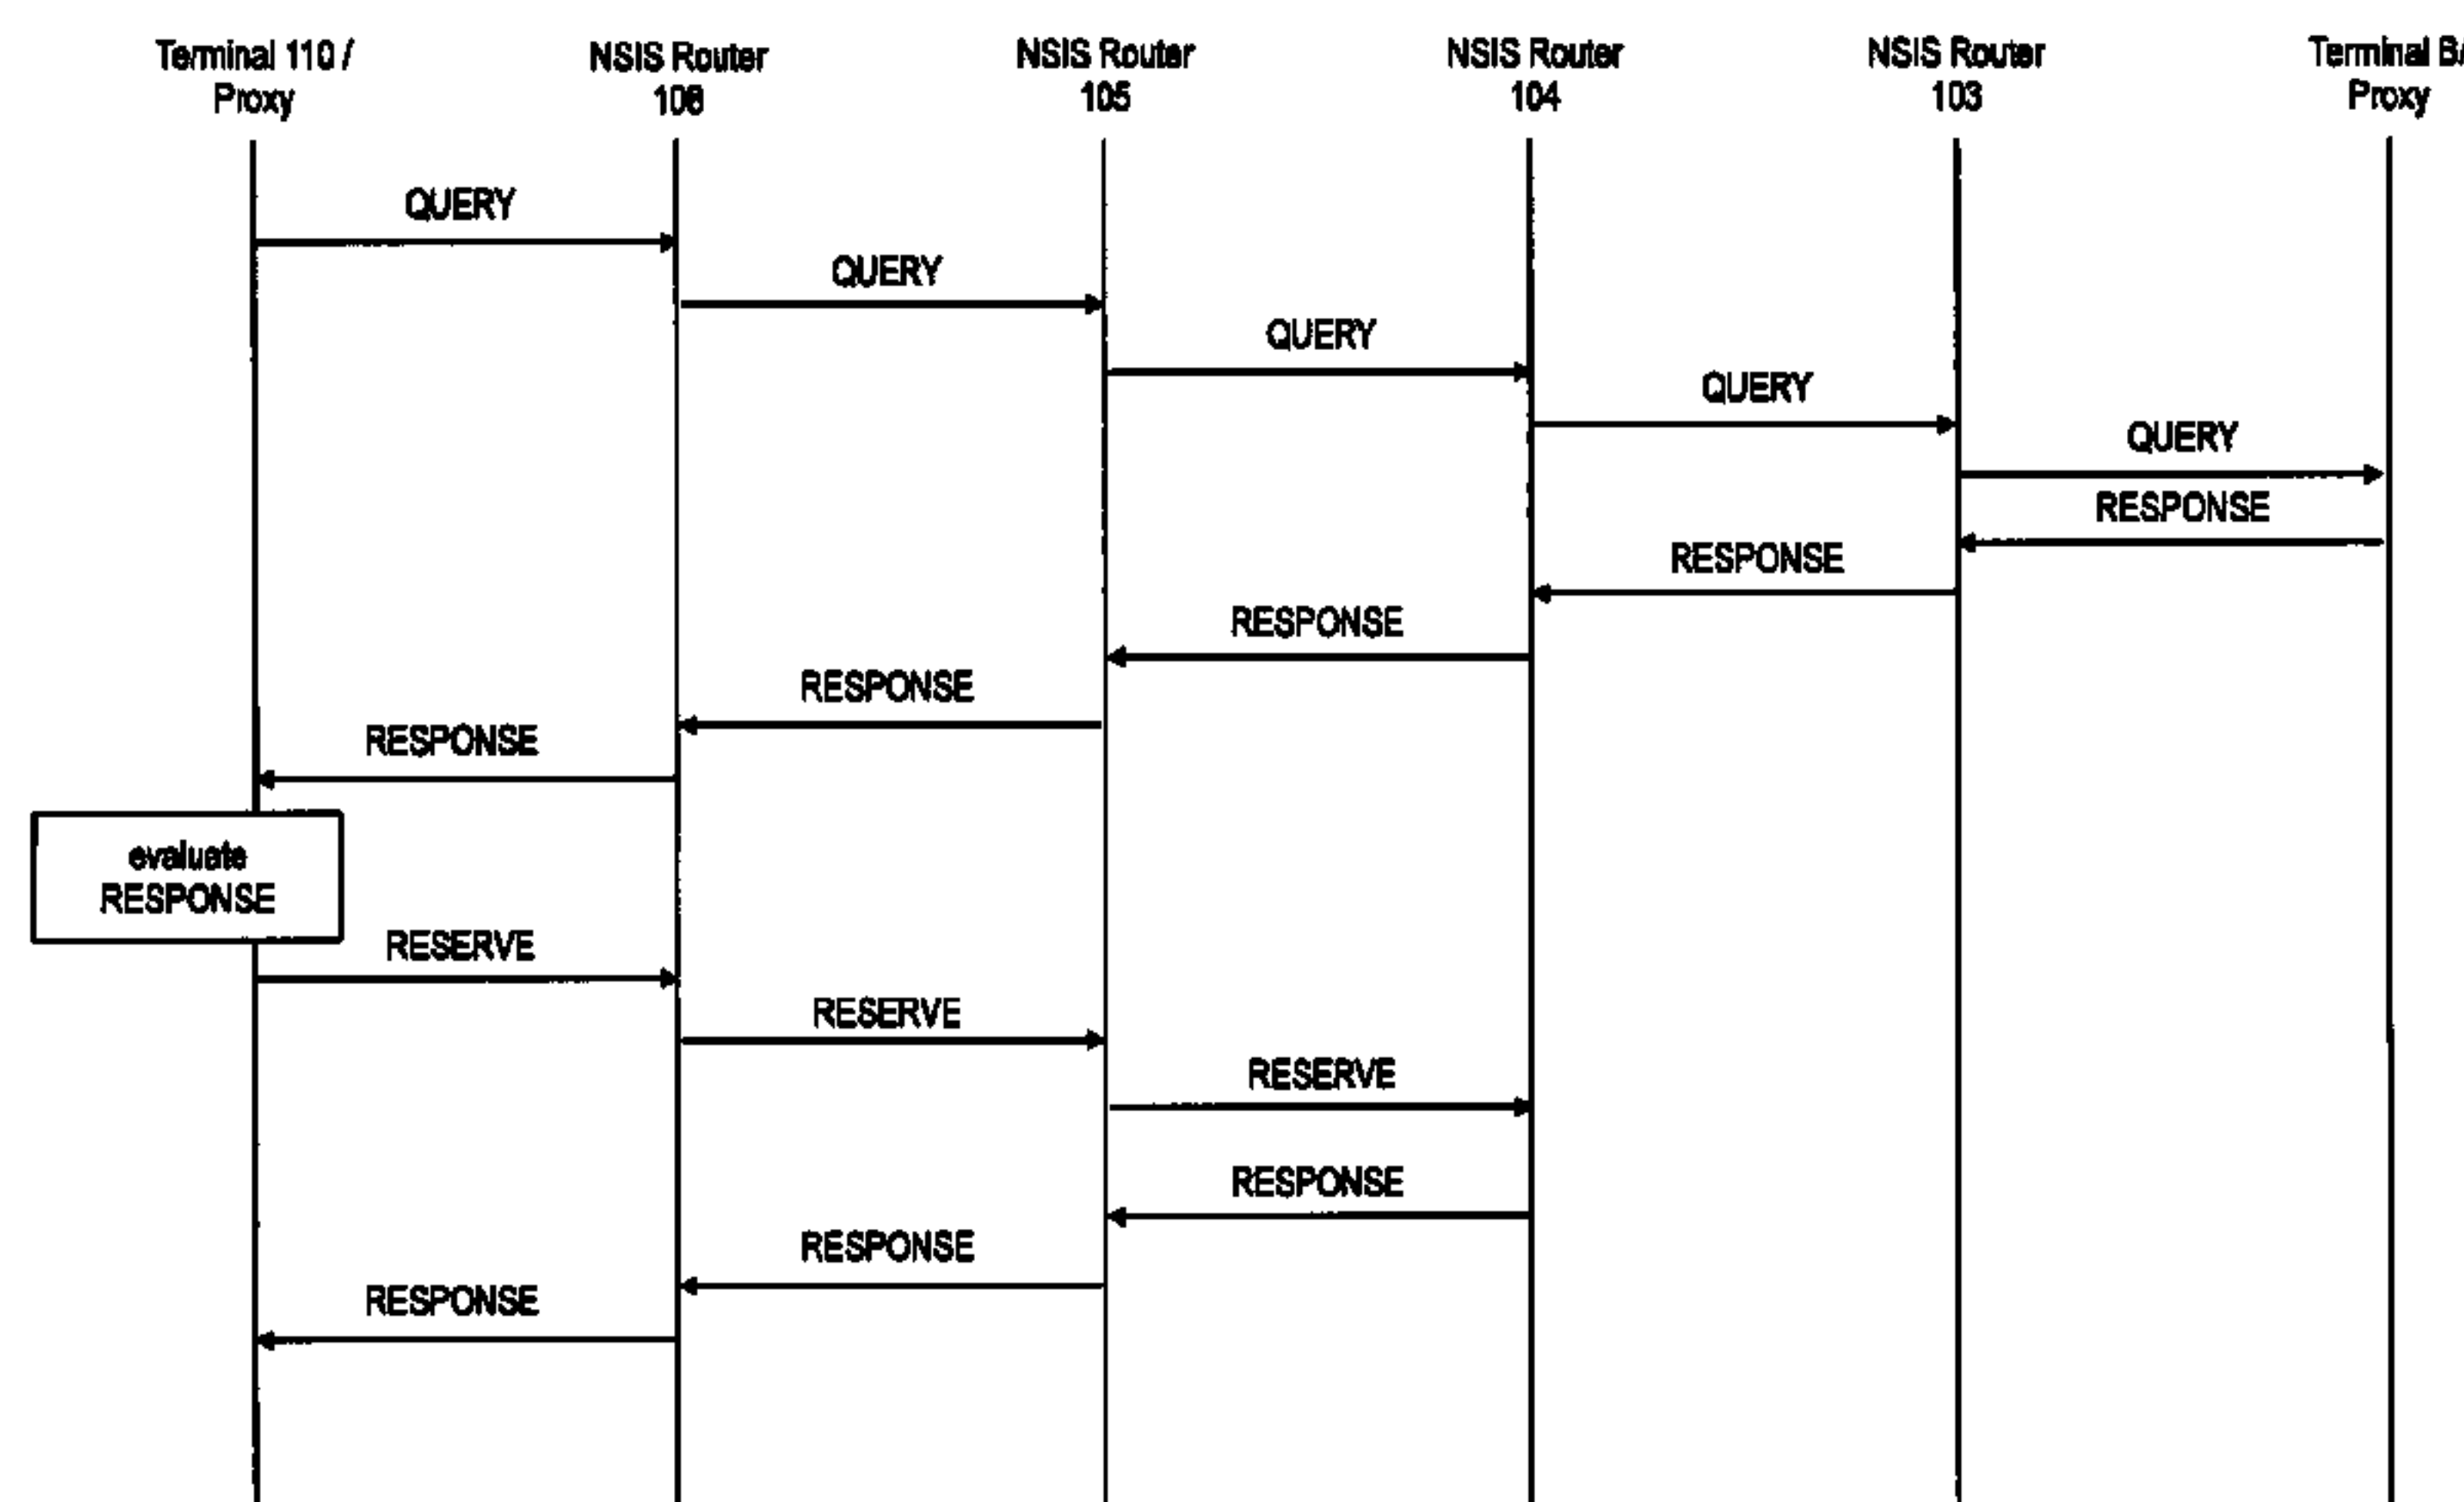 Terminal 110 /
Proxy
NSIS Router
106
NSIS Router
105
NSIS Router
104
NSIS Router
103
Terminal B/
Proxy
QUERY
QUERY
QUERY
QUERY
QUERY
RESPONSE
RESPONSE
RESPONSE
RESPONSE
RESPONSE
evaluate
RESPONSE
RESERVE
RESERVE
RESERVE
RESPONSE
RESPONSE
RESPONSE